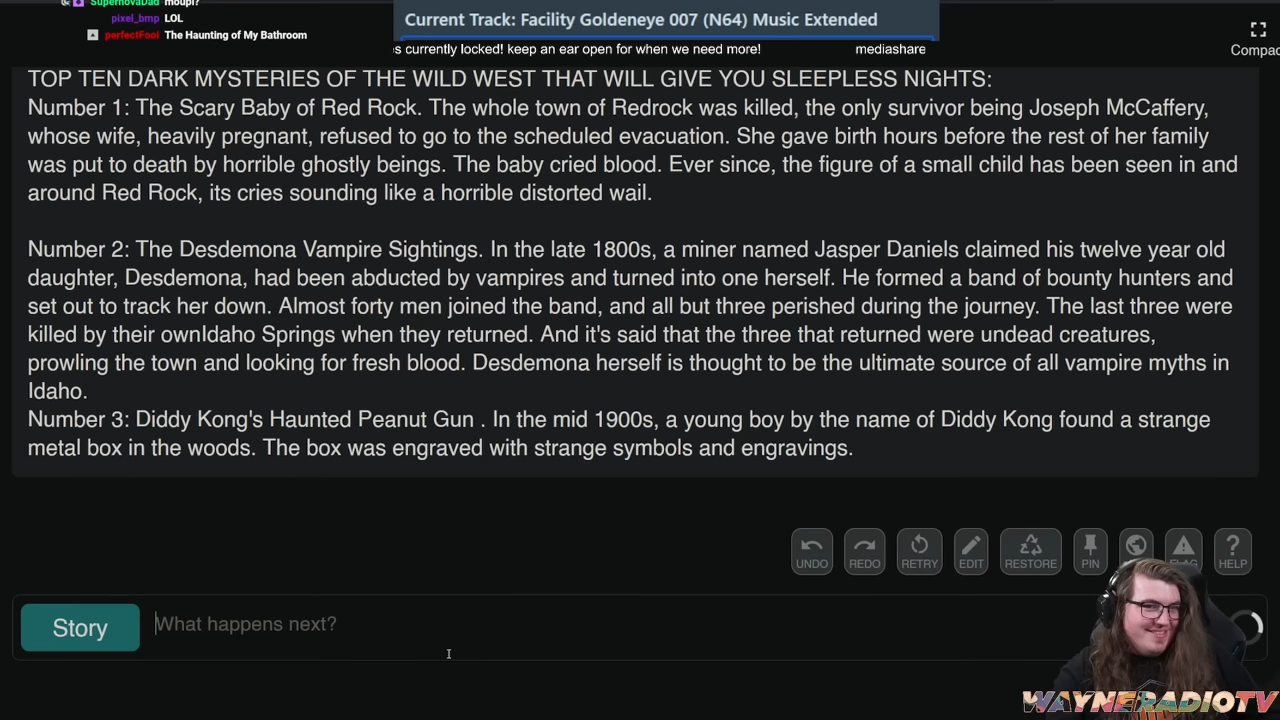 SupernovaDad moupi?
pixel_bmp LOL
perfectFool The Haunting of My Bathroom
Current Track: Facility Goldeneye 007 (N64) Music Extended
s currently locked! keep an ear open for when we need more! mediashare
Compac
TOP TEN DARK MYSTERIES OF THE WILD WEST THAT WILL GIVE YOU SLEEPLESS NIGHTS:
Number 1: The Scary Baby of Red Rock. The whole town of Redrock was killed, the only survivor being Joseph McCaffery,
whose wife, heavily pregnant, refused to go to the scheduled evacuation. She gave birth hours before the rest of her family
was put to death by horrible ghostly beings. The baby cried blood. Ever since, the figure of a small child has been seen in and
around Red Rock, its cries sounding like a horrible distorted wail.
Number 2: The Desdemona Vampire Sightings. In the late 1800s, a miner named Jasper Daniels claimed his twelve year old
daughter, Desdemona, had been abducted by vampires and turned into one herself. He formed a band of bounty hunters and
set out to track her down. Almost forty men joined the band, and all but three perished during the journey. The last three were
killed by their ownIdaho Springs when they returned. And it's said that the three that returned were undead creatures,
prowling the town and looking for fresh blood. Desdemona herself is thought to be the ultimate source of all vampire myths in
Idaho.
Number 3: Diddy Kong's Haunted Peanut Gun . In the mid 1900s, a young boy by the name of Diddy Kong found a strange
metal box in the woods. The box was engraved with strange symbols and engravings.
UNDO REDO RETRY EDIT RESTORE PIN FLAG HELP
Story What happens next?
WAYNERADIOTV